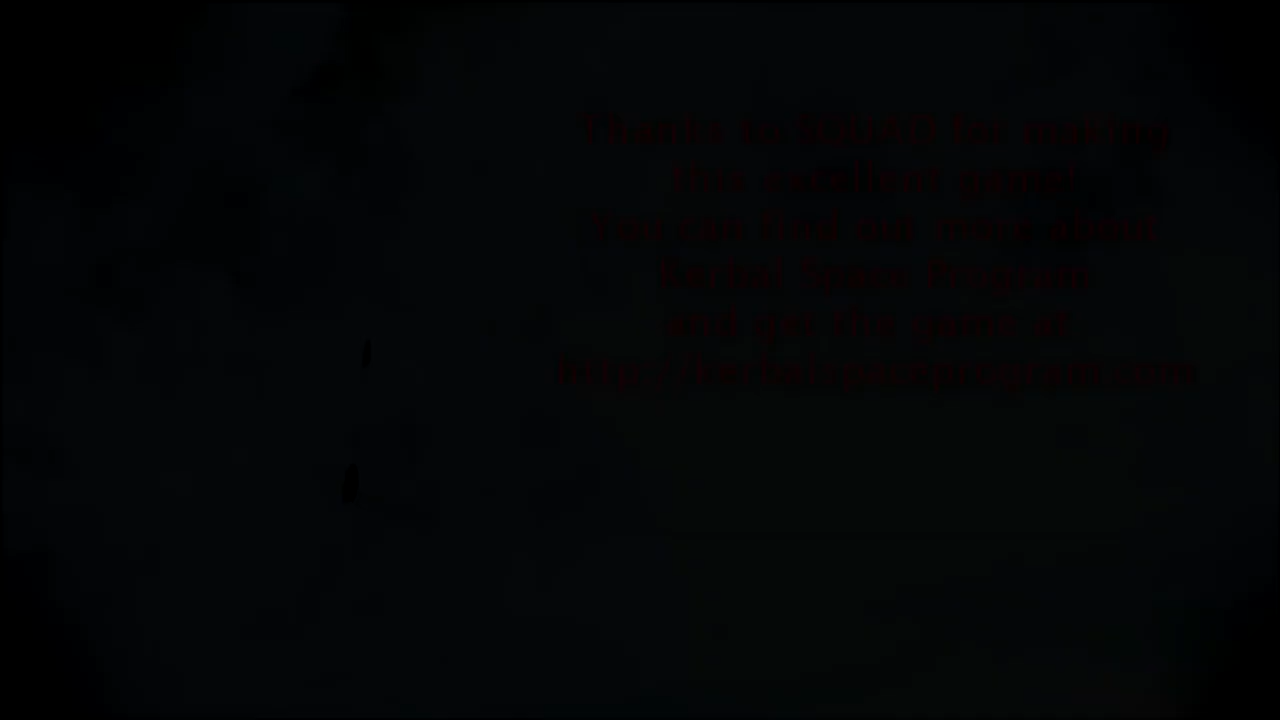 Thanks to SQUAD for making
this excellent game!
You can find out more about
Kerbal Space Program
and get the game at
http://kerbalspaceprogram.com